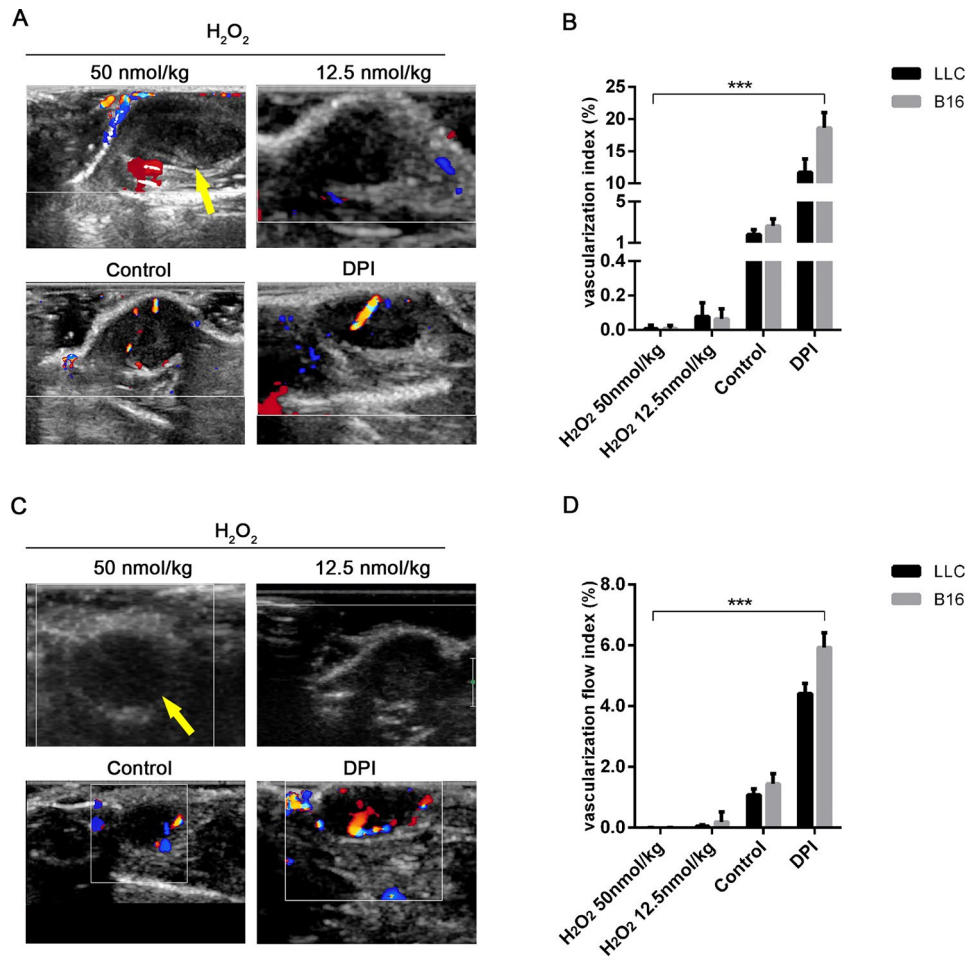 A
H₂O₂
50 nmol/kg 12.5 nmol/kg
Control DPI
B
LLC
B16
vascularization index (%)
25
20
15
10
5
1
0.4
0.2
0.0
***
H₂O₂ 50nmol/kg
H₂O₂ 12.5nmol/kg
Control
DPI
C
H₂O₂
50 nmol/kg 12.5 nmol/kg
Control DPI
D
LLC
B16
vascularization flow index (%)
8.0
6.0
4.0
2.0
0.0
***
H₂O₂ 50nmol/kg
H₂O₂ 12.5nmol/kg
Control
DPI